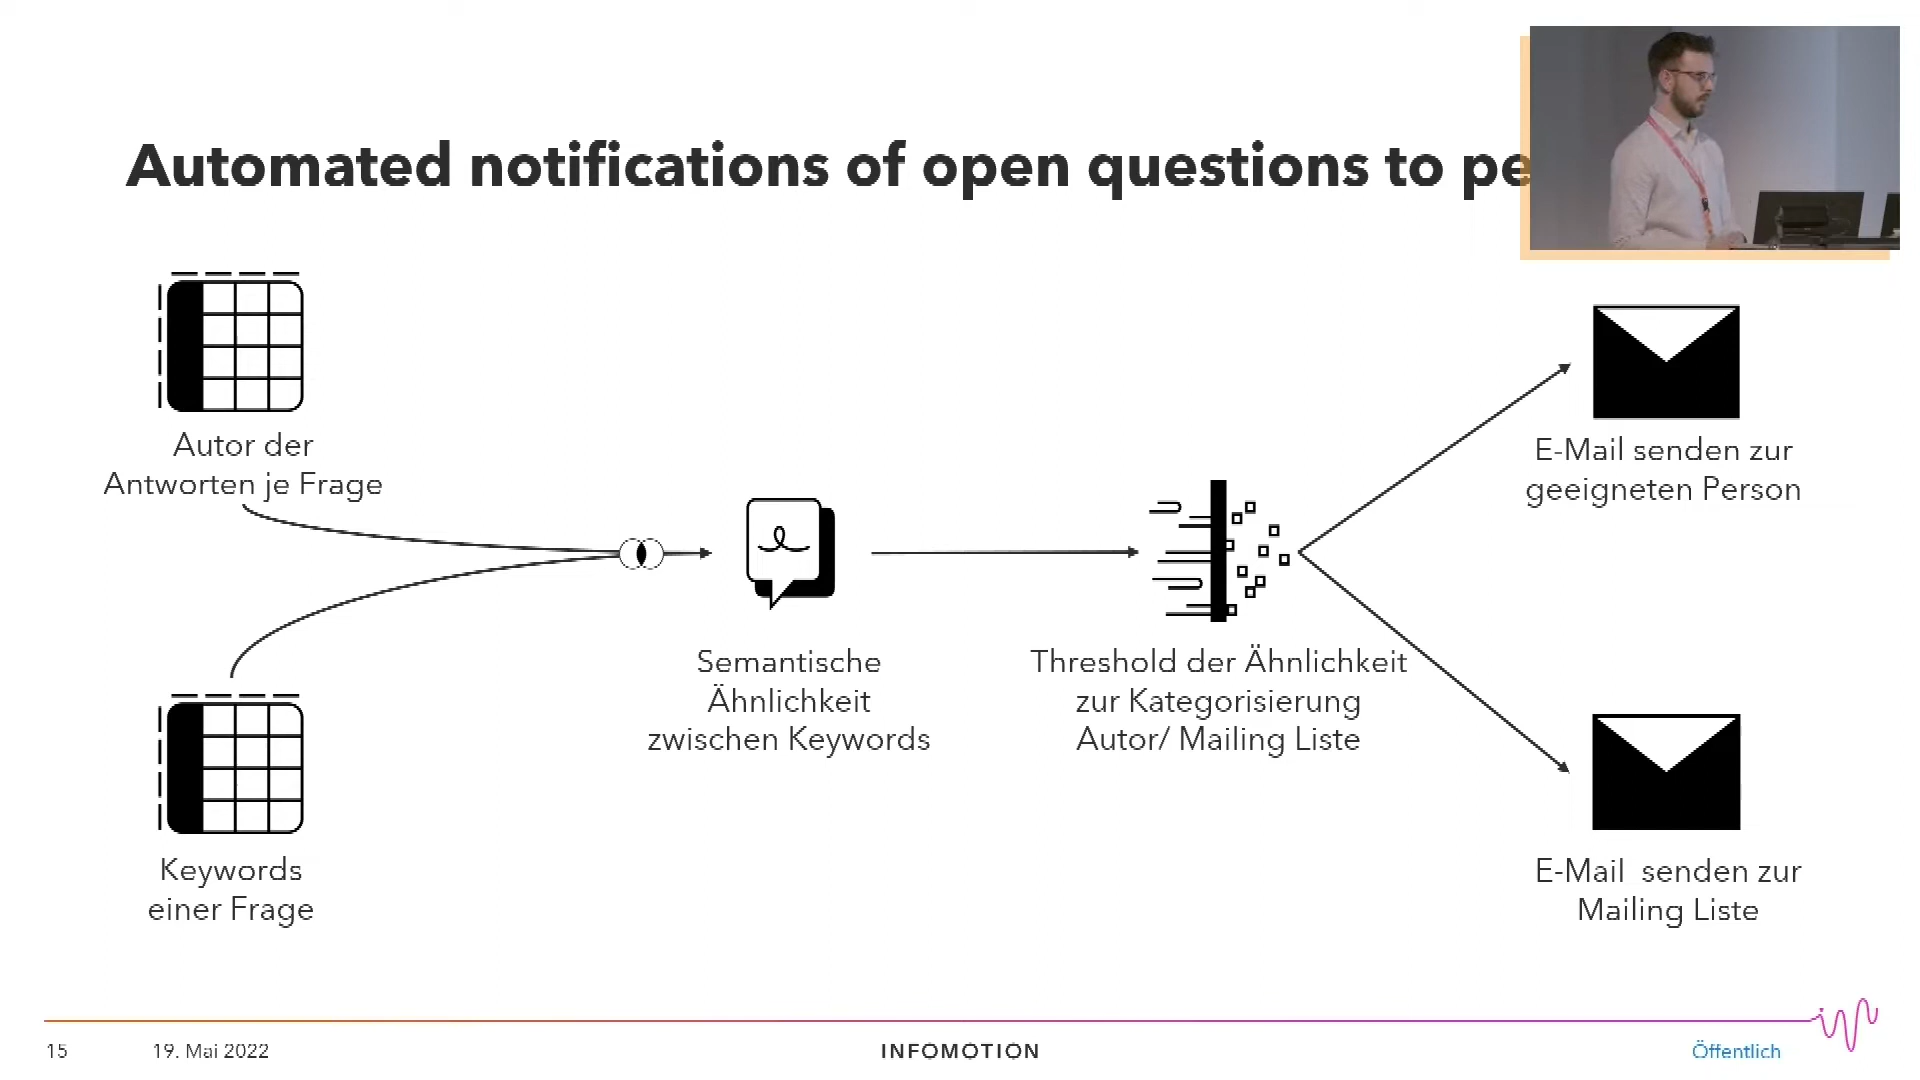 Automated notifications of open questions to
Autor der
Antworten je Frage
E-Mail senden zur
geeigneten Person
Semantische
Ähnlichkeit
zwischen Keywords
Threshold der Ähnlichkeit
zur Kategorisierung
Autor/ Mailing Liste
Keywords
einer Frage
E-Mail senden zur
Mailing Liste
15
19. Mai 2022
INFOMOTION
Öffentlich